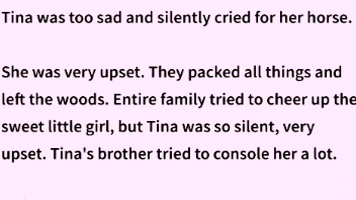 Tina was too sad and silently cried for her horse.
She was very upset. They packed all things and
left the woods. Entire family tried to cheer up the
sweet little girl, but Tina was so silent, very
upset. Tina's brother tried to console her a lot.